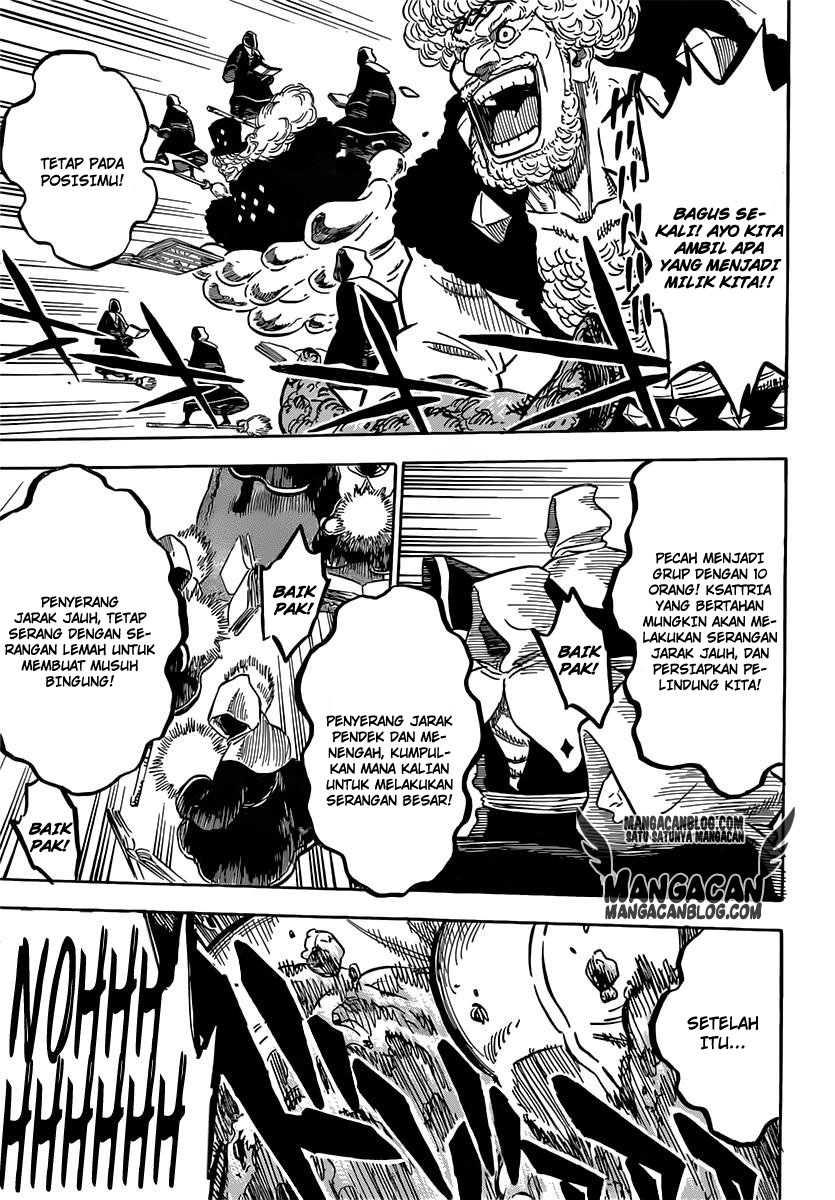 BAGUS SE-
KALI! AYO KITA
AMBIL APA
YANG MENJADI
MILIK KITA!!
TETAP PADA
POSISIMU!
PECAH MENJADI
GRUP DENGAN 10
ORANG! KSATTRIA
YANG BERTAHAN
MUNGKIN AKAN ME-
LAKUKAN SERANGAN
JARAK JAUH, DAN
PERSIAPKAN PE-
LINDUNG KITA!
BAIK
PAK!
PENYERANG JARAK
PENDEK DAN ME-
NENGAH, KUMPUL-
KAN MANA KALIAN
UNTUK MELAKUKAN
SERANGAN BESAR!
BAIK
PAK!
PENYERANG
JARAK JAUH, TETAP
SERANG DENGAN SE-
RANGAN LEMAH UNTUK
MEMBUAT MUSUH
BINGUNG!
BAIK
PAK!
MANGACANBLOG.COM
SATU SATUNYA MANGACAN
MANGACAN
MANGACANBLOG.COM
SETELAH
ITU...
NOHHH
HHHHHHH